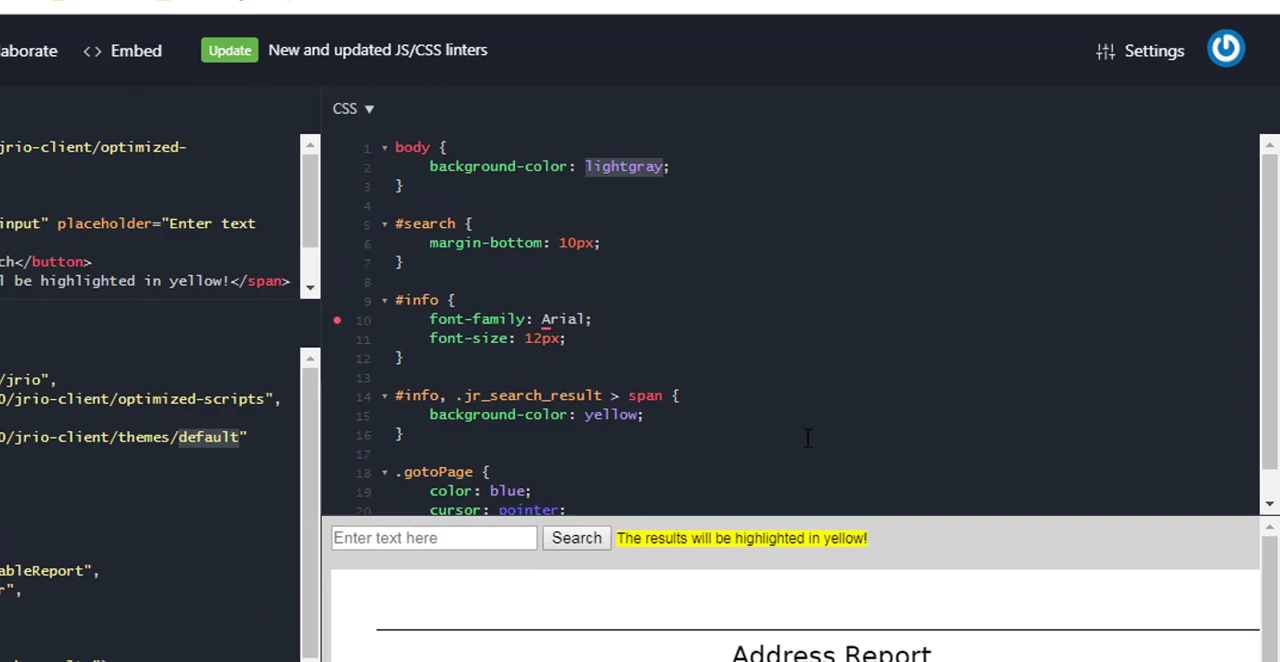 laborate <> Embed Update New and updated JS/CSS linters Settings
jrio-client/optimized-
input" placeholder="Enter text
ch</button>
l be highlighted in yellow!</span>
/jrio",
0/jrio-client/optimized-scripts",
0/jrio-client/themes/default"
ableReport",
r",
CSS ▼
1 body {
2 background-color: lightgray;
3 }
4
5 #search {
6 margin-bottom: 10px;
7 }
8
9 #info {
10 font-family: Arial;
11 font-size: 12px;
12 }
13
14 #info, .jr_search_result > span {
15 background-color: yellow;
16 }
17
18 .gotoPage {
19 color: blue;
20 cursor: pointer;
Enter text here Search The results will be highlighted in yellow!
Address Report